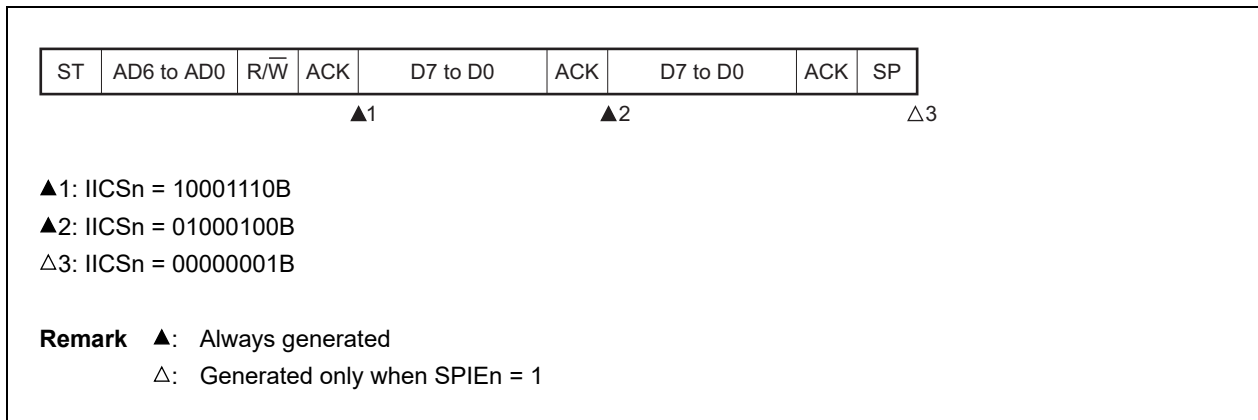 ST AD6 to AD0 R/W̅ ACK D7 to D0 ACK D7 to D0 ACK SP
▲1 ▲2 △3
▲1: IICSn = 10001110B
▲2: IICSn = 01000100B
△3: IICSn = 00000001B
Remark ▲: Always generated
△: Generated only when SPIEn = 1